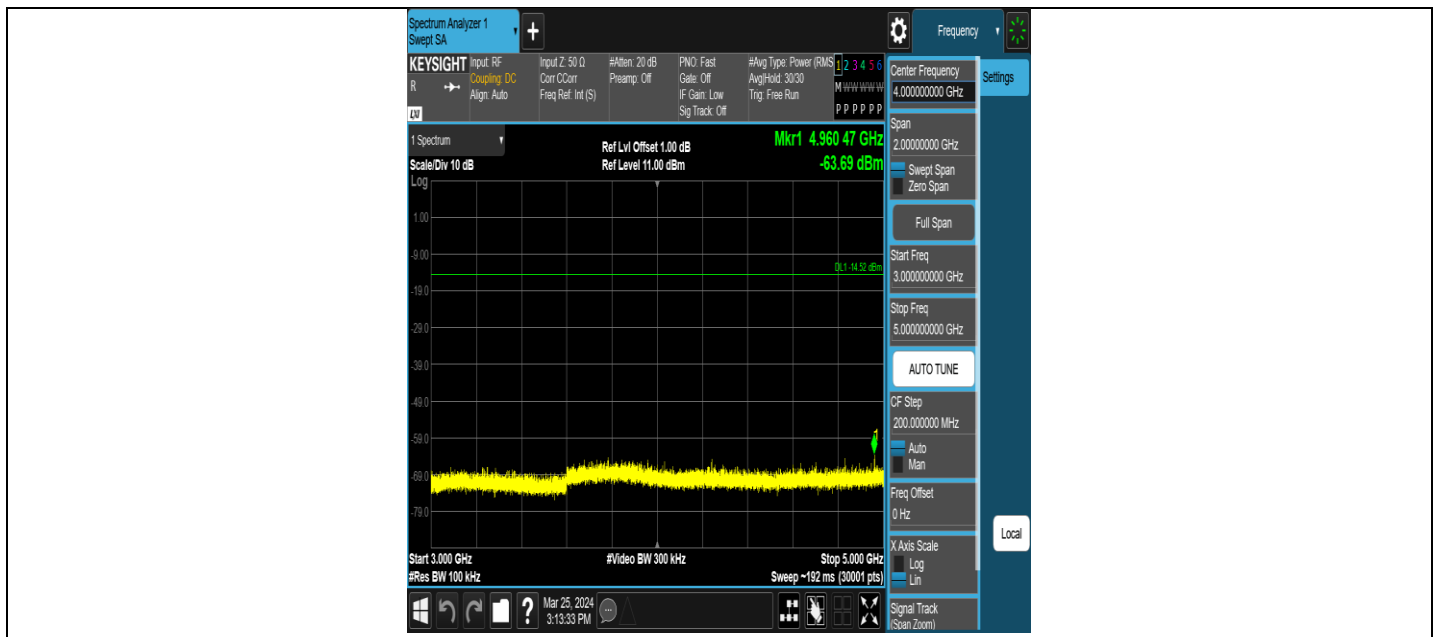 Spectrum Analyzer 1
Swept SA
+
Frequency
KEYSIGHT
R
LXI
Input: RF
Coupling: DC
Align: Auto
Input Z: 50 Ω
Corr CCorr
Freq Ref: Int (S)
#Atten: 20 dB
Preamp: Off
PNO: Fast
Gate: Off
IF Gain: Low
Sig Track: Off
#Avg Type: Power (RMS
Avg|Hold: 30/30
Trig: Free Run
1 2 3 4 5 6
M W W W W W
P P P P P P
1 Spectrum
Scale/Div 10 dB
Log
Ref Lvl Offset 1.00 dB
Ref Level 11.00 dBm
Mkr1 4.960 47 GHz
-63.69 dBm
1.00
-9.00
DL1 -14.52 dBm
-19.0
-29.0
-39.0
-49.0
-59.0
1
-69.0
-79.0
Start 3.000 GHz
#Res BW 100 kHz
#Video BW 300 kHz
Stop 5.000 GHz
Sweep ~192 ms (30001 pts)
Center Frequency
4.000000000 GHz
Settings
Span
2.00000000 GHz
Swept Span
Zero Span
Full Span
Start Freq
3.000000000 GHz
Stop Freq
5.000000000 GHz
AUTO TUNE
CF Step
200.000000 MHz
Auto
Man
Freq Offset
0 Hz
X Axis Scale
Log
Lin
Local
Signal Track
(Span Zoom)
?
Mar 25, 2024
3:13:33 PM